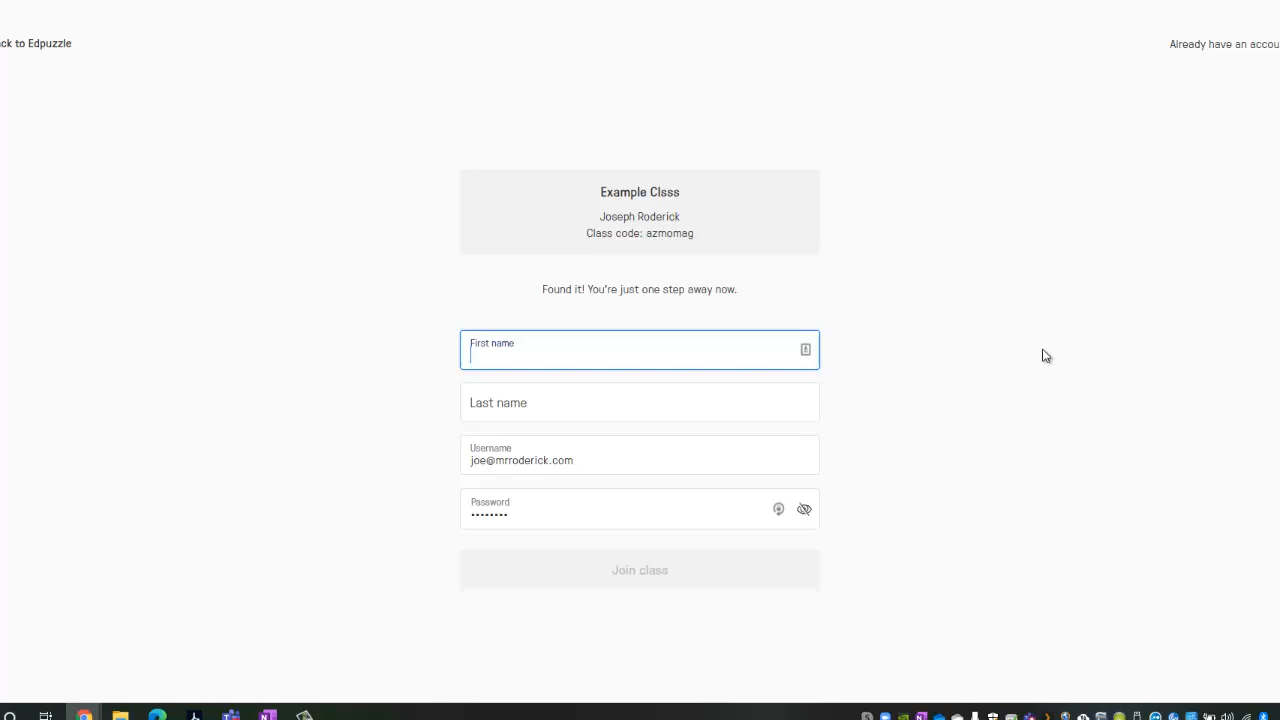 ck to Edpuzzle
Already have an accou
Example Clsss
Joseph Roderick
Class code: azmomag
Found it! You're just one step away now.
First name
Last name
Username
joe@mrroderick.com
Password
••••••••
Join class